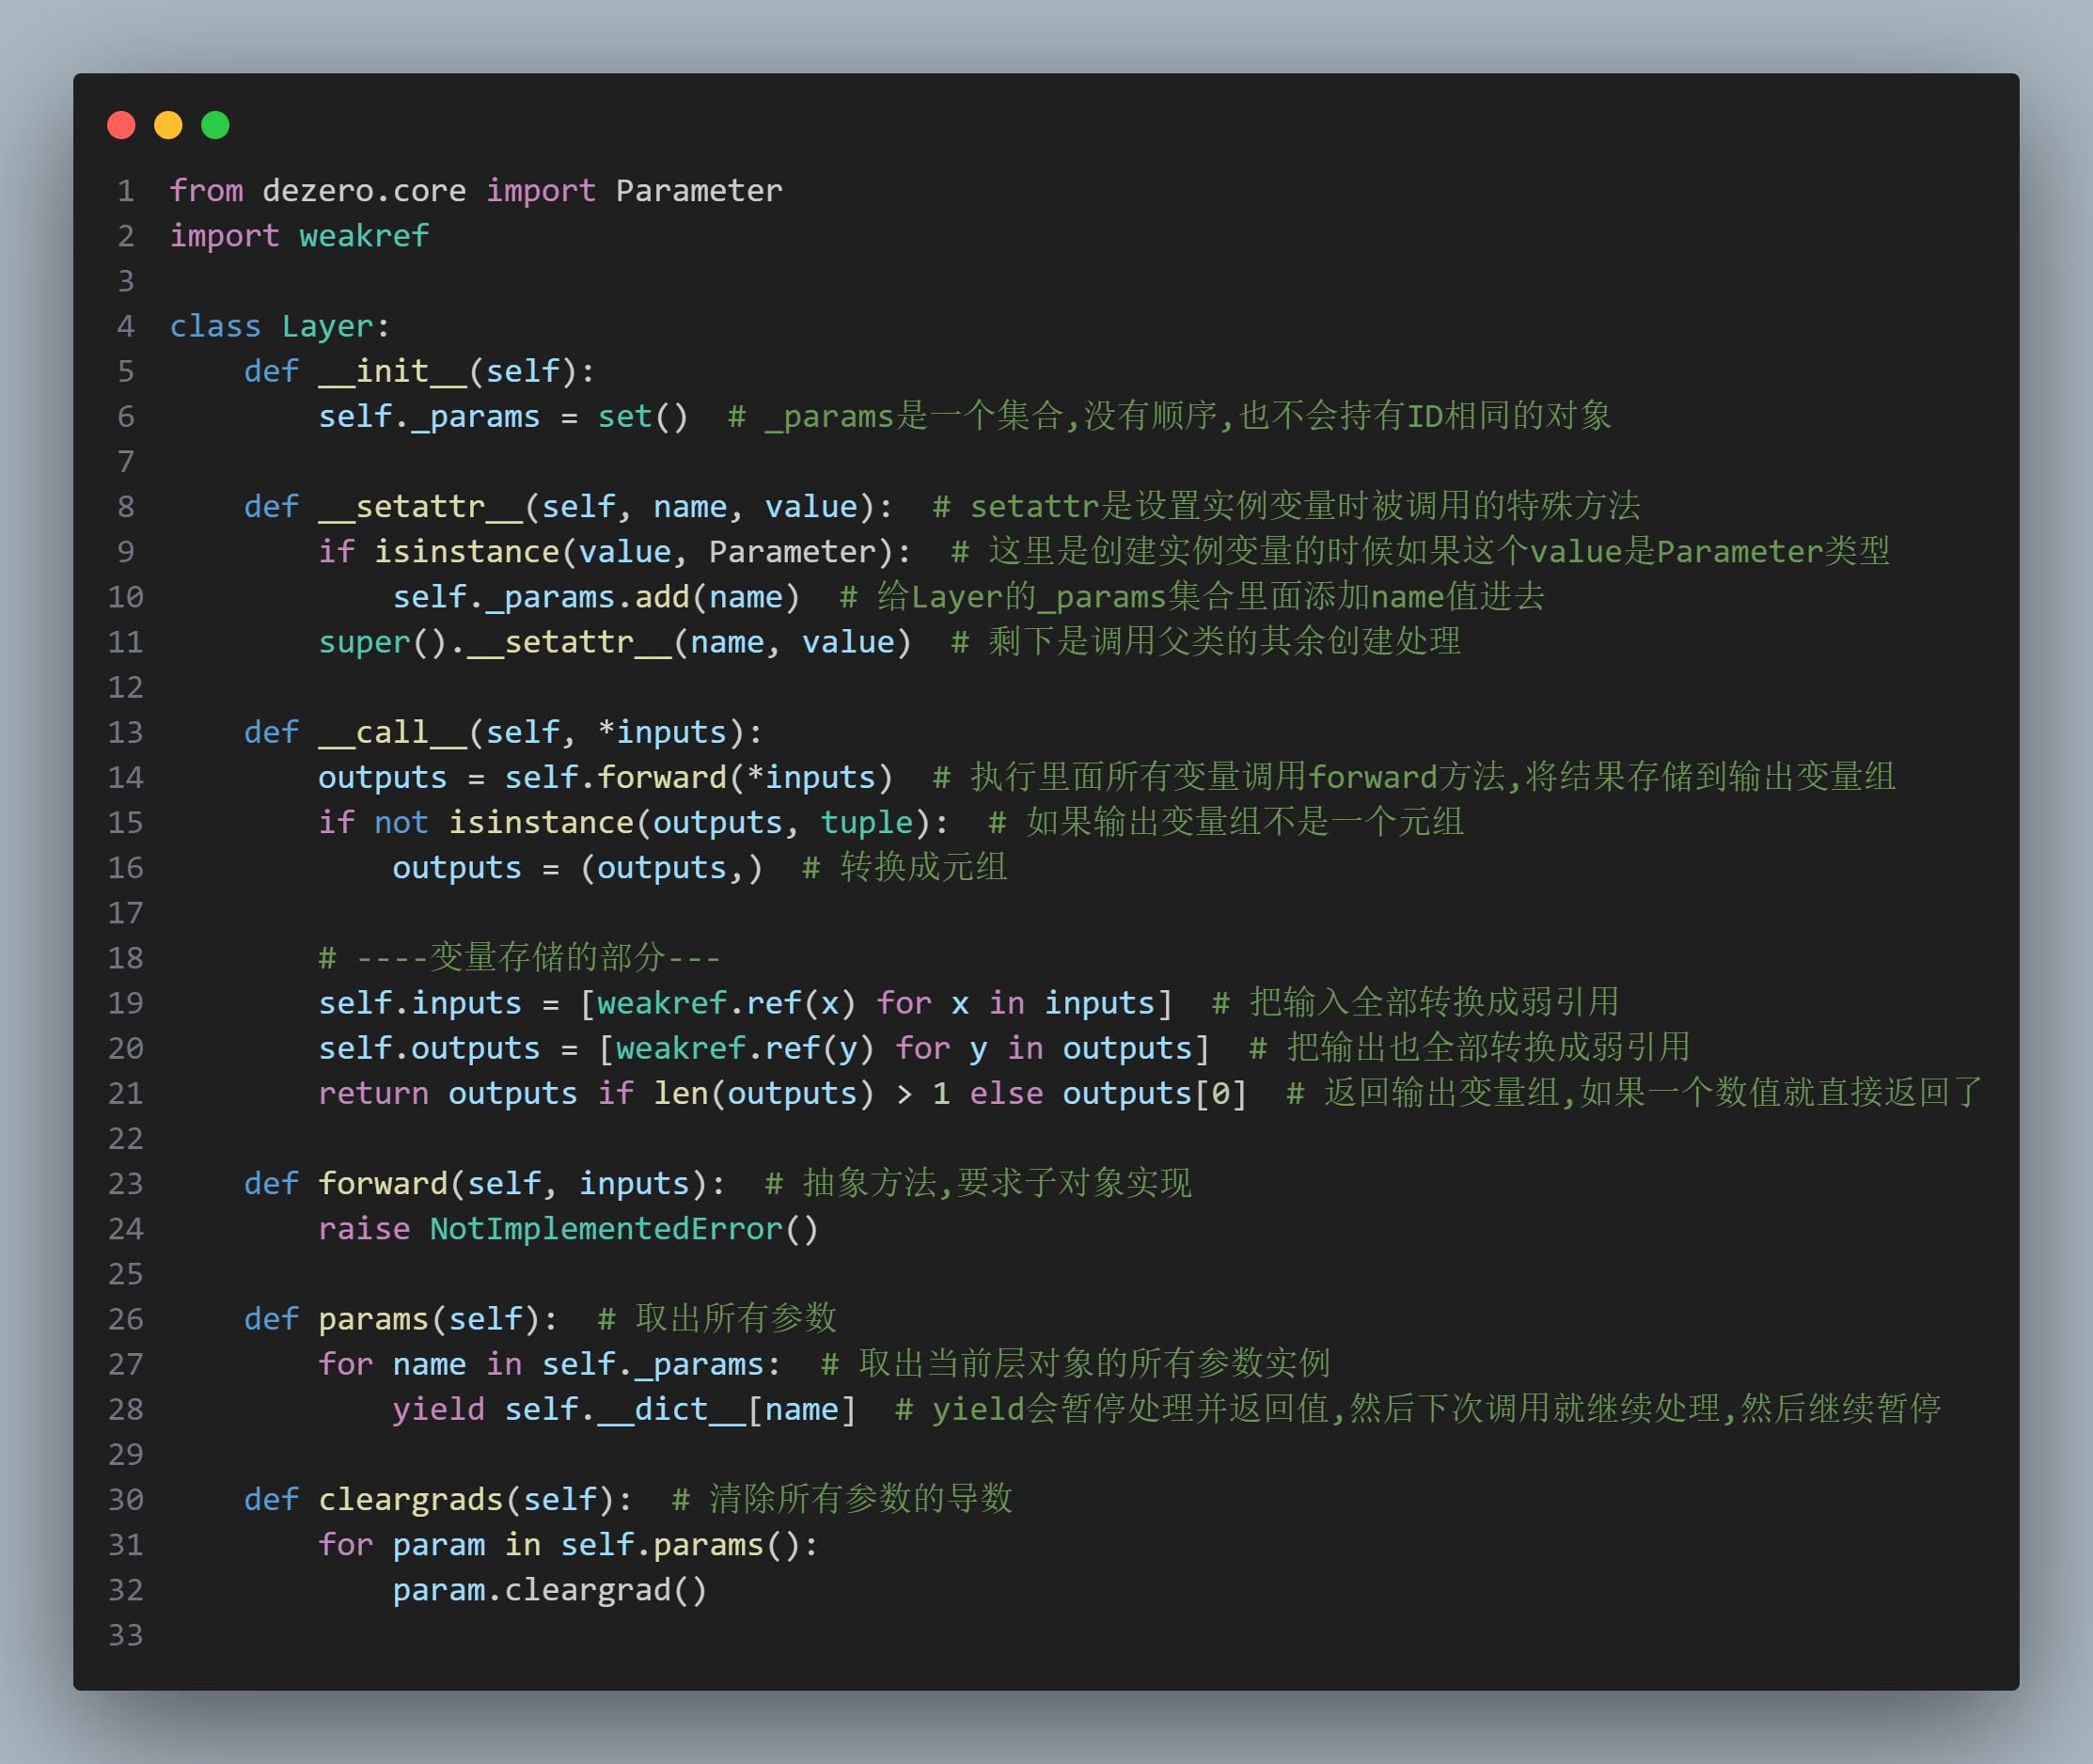 1 from dezero.core import Parameter
2 import weakref
3
4 class Layer:
5     def __init__(self):
6         self._params = set()  # _params是一个集合,没有顺序,也不会持有ID相同的对象
7
8     def __setattr__(self, name, value):  # setattr是设置实例变量时被调用的特殊方法
9         if isinstance(value, Parameter):  # 这里是创建实例变量的时候如果这个value是Parameter类型
10             self._params.add(name)  # 给Layer的_params集合里面添加name值进去
11         super().__setattr__(name, value)  # 剩下是调用父类的其余创建处理
12
13     def __call__(self, *inputs):
14         outputs = self.forward(*inputs)  # 执行里面所有变量调用forward方法,将结果存储到输出变量组
15         if not isinstance(outputs, tuple):  # 如果输出变量组不是一个元组
16             outputs = (outputs,)  # 转换成元组
17
18         # ----变量存储的部分---
19         self.inputs = [weakref.ref(x) for x in inputs]  # 把输入全部转换成弱引用
20         self.outputs = [weakref.ref(y) for y in outputs]  # 把输出也全部转换成弱引用
21         return outputs if len(outputs) > 1 else outputs[0]  # 返回输出变量组,如果一个数值就直接返回了
22
23     def forward(self, inputs):  # 抽象方法,要求子对象实现
24         raise NotImplementedError()
25
26     def params(self):  # 取出所有参数
27         for name in self._params:  # 取出当前层对象的所有参数实例
28             yield self.__dict__[name]  # yield会暂停处理并返回值,然后下次调用就继续处理,然后继续暂停
29
30     def cleargrads(self):  # 清除所有参数的导数
31         for param in self.params():
32             param.cleargrad()
33